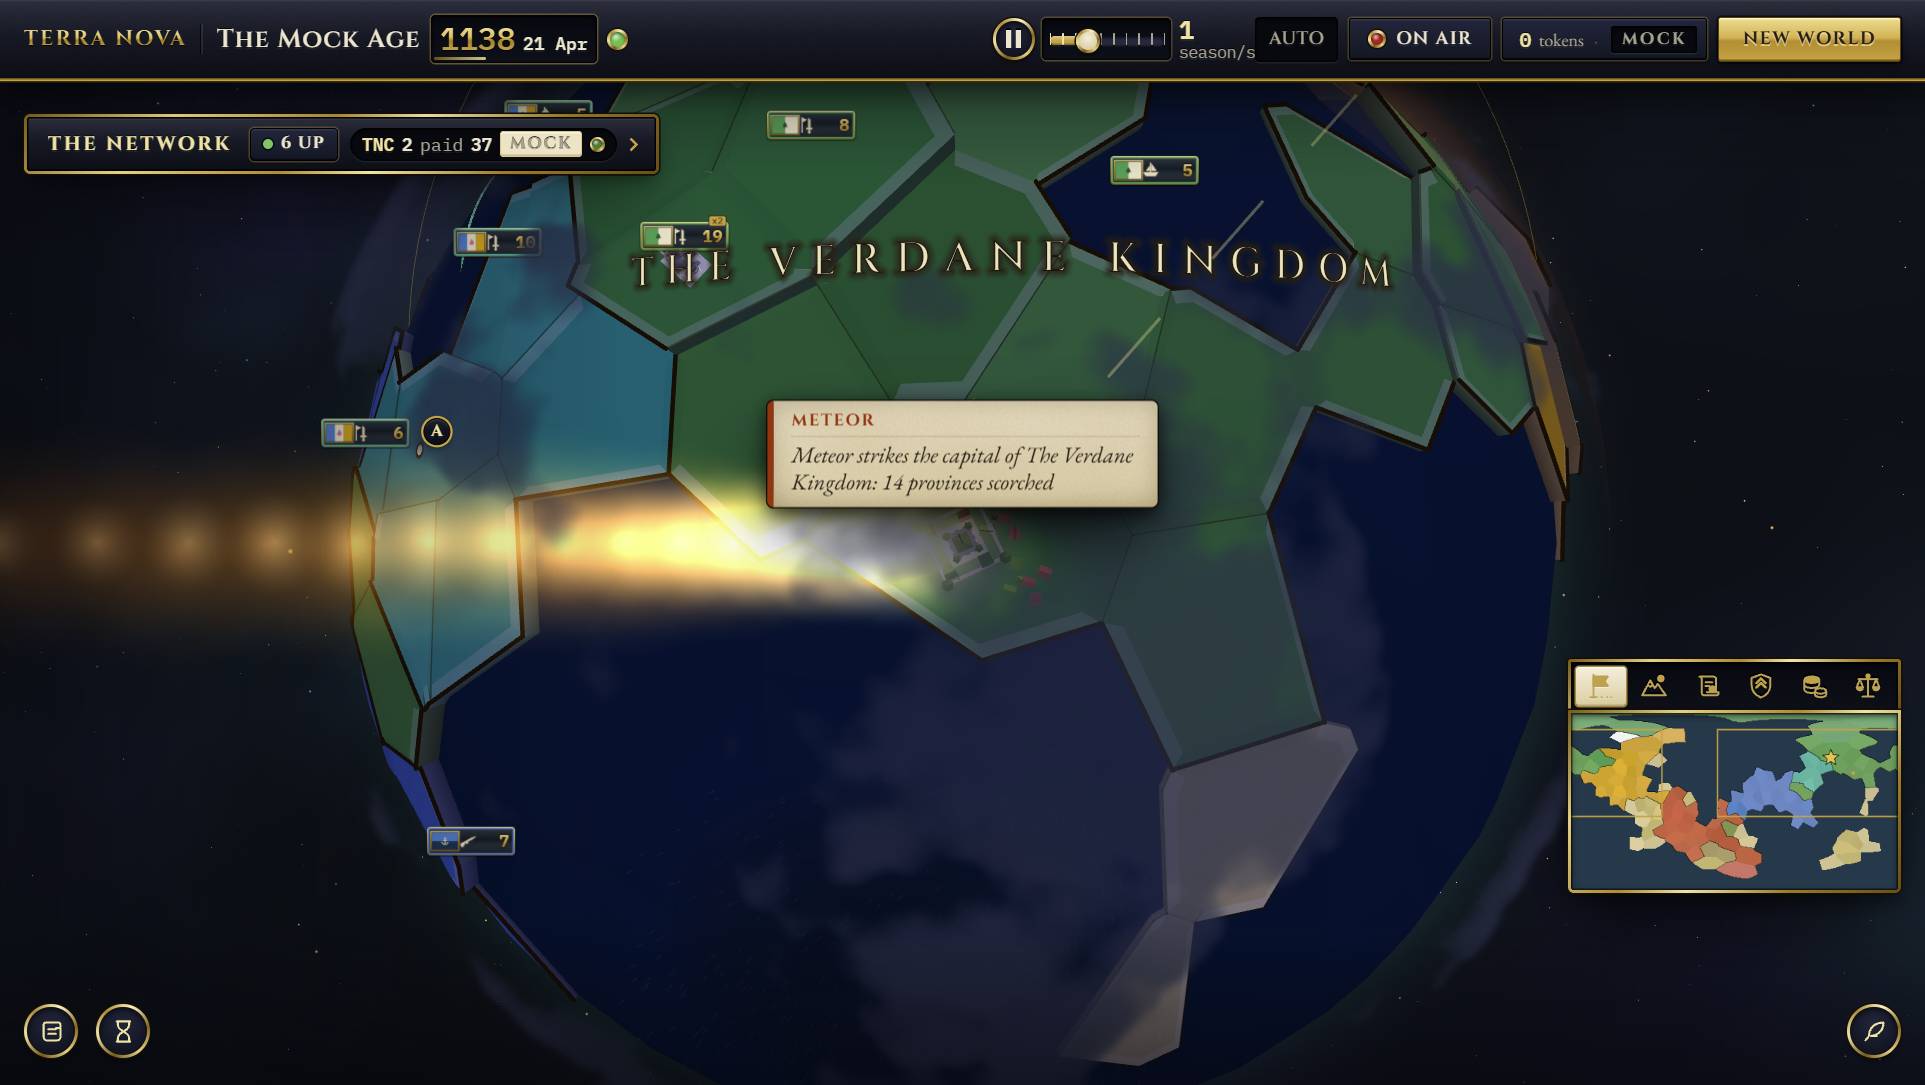 TERRA NOVA
THE MOCK AGE
1138 21 Apr
1
season/s
AUTO
ON AIR
0 tokens · MOCK
NEW WORLD
THE NETWORK
6 UP
TNC 2 paid 37 MOCK
8
5
10
x2
19
THE VERDANE KINGDOM
6
A
METEOR
Meteor strikes the capital of The Verdane
Kingdom: 14 provinces scorched
7